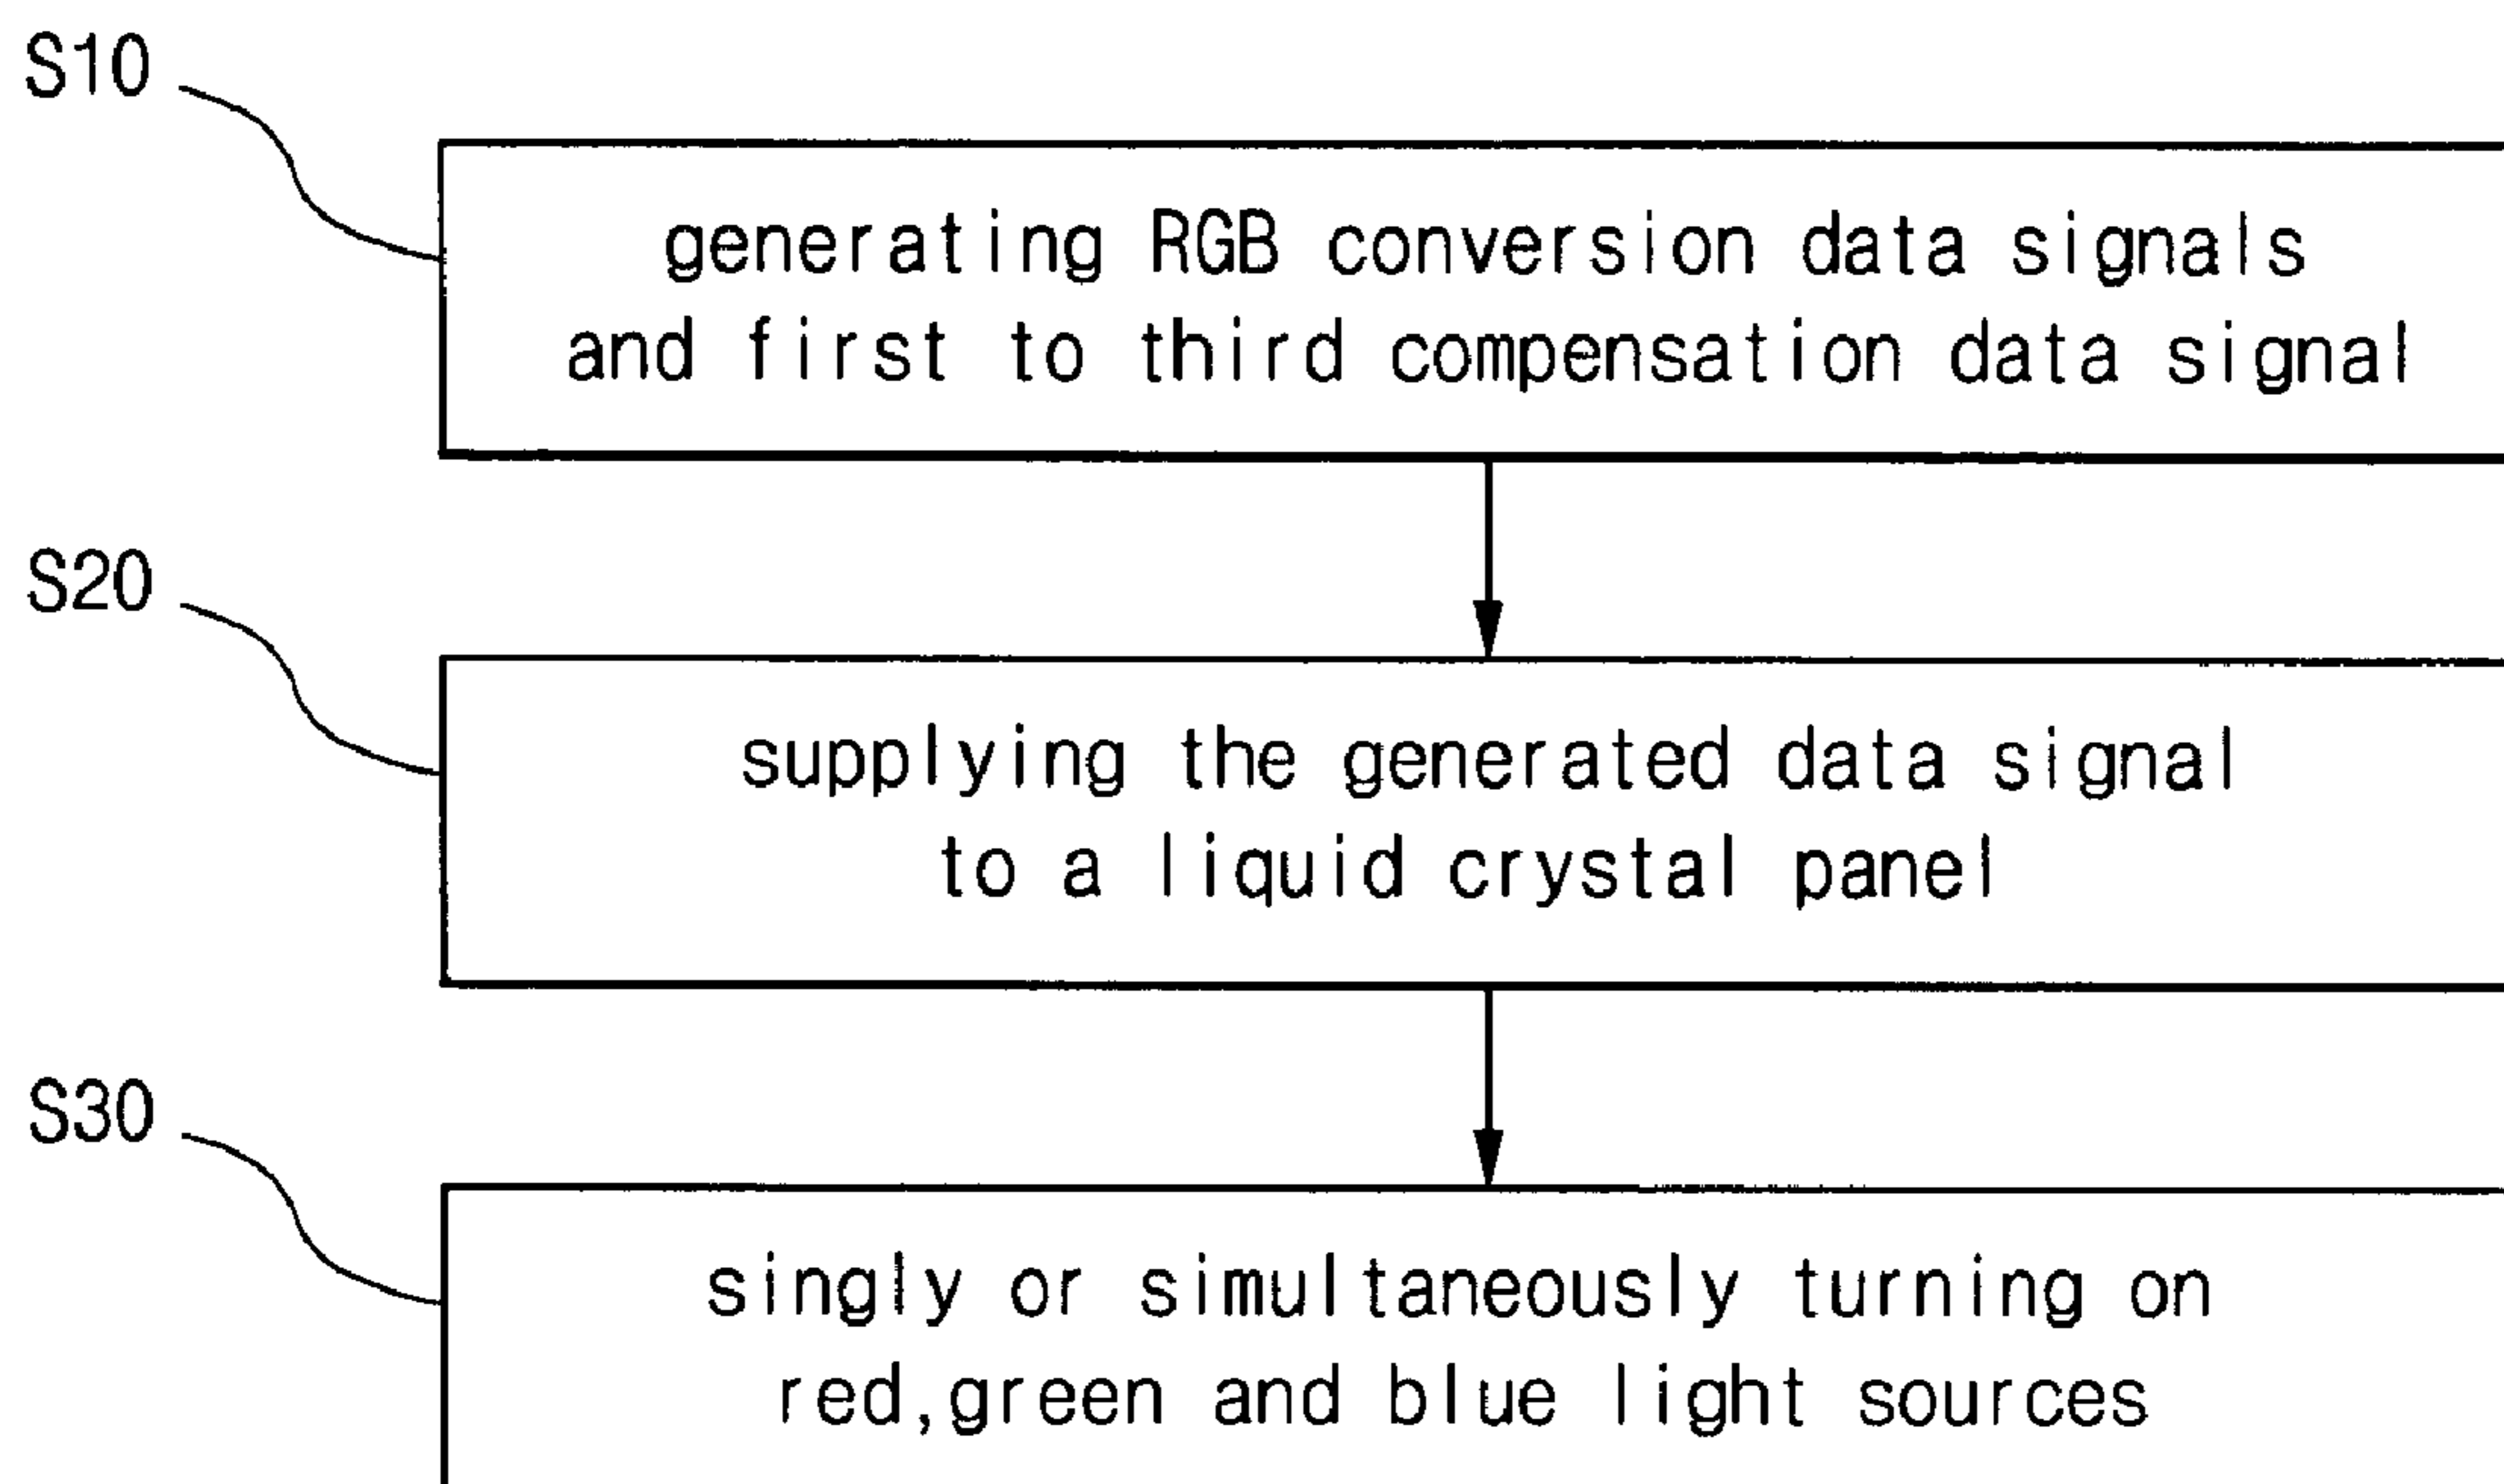 S10
generating RGB conversion data signals
and first to third compensation data signal
S20
supplying the generated data signal
to a liquid crystal panel
S30
singly or simultaneously turning on
red,green and blue light sources